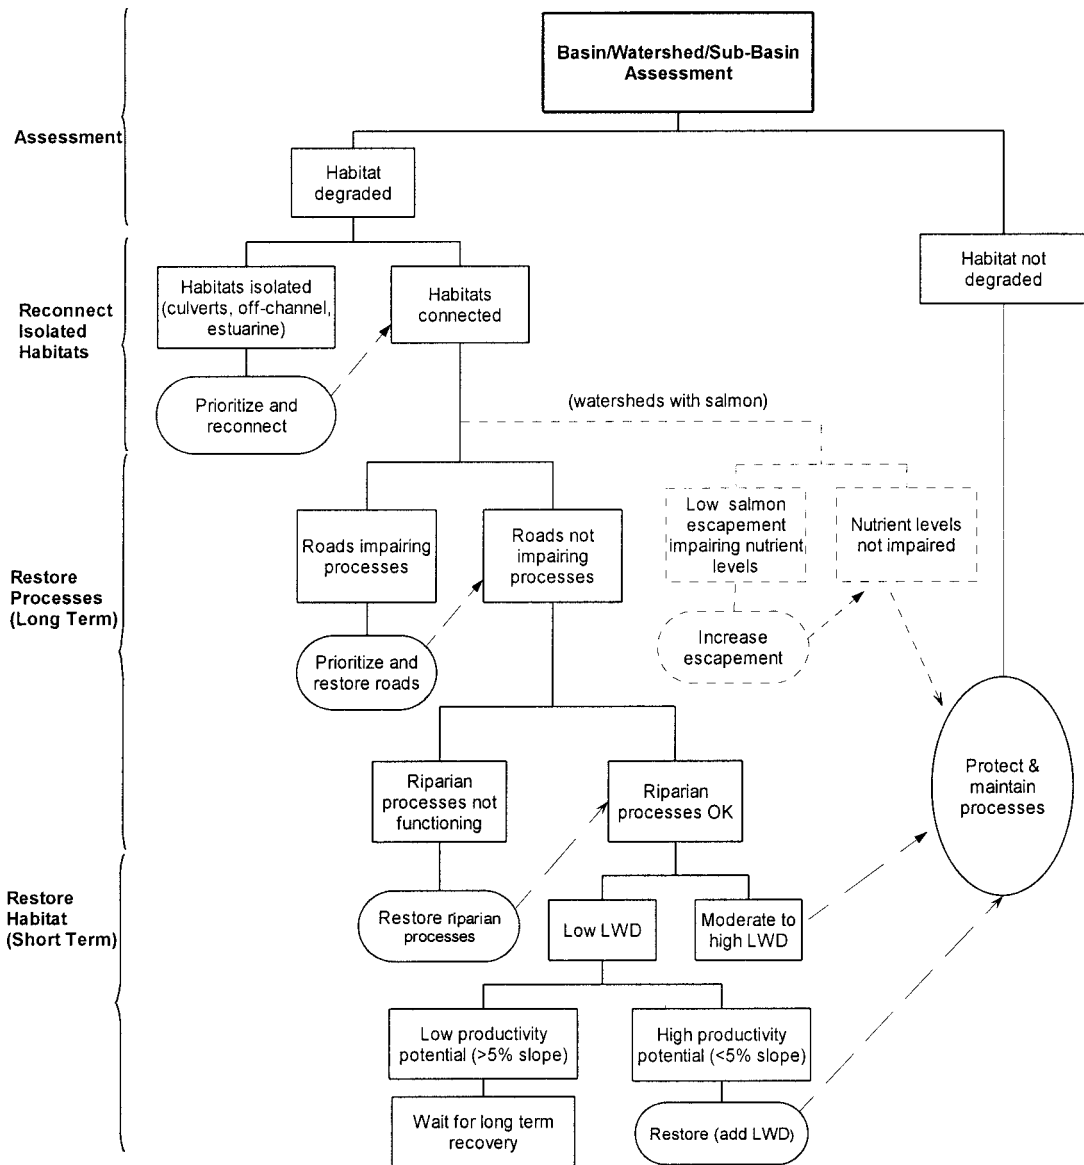 Basin/Watershed/Sub-Basin
Assessment
Assessment
Habitat
degraded
Habitat not
degraded
Reconnect
Isolated
Habitats
Habitats isolated
(culverts, off-channel,
estuarine)
Habitats
connected
Prioritize and
reconnect
(watersheds with salmon)
Restore
Processes
(Long Term)
Roads impairing
processes
Roads not
impairing
processes
Low salmon
escapement
impairing nutrient
levels
Nutrient levels
not impaired
Prioritize and
restore roads
Increase
escapement
Protect &
maintain
processes
Riparian
processes not
functioning
Riparian
processes OK
Restore
Habitat
(Short Term)
Restore riparian
processes
Low LWD
Moderate to
high LWD
Low productivity
potential (>5% slope)
High productivity
potential (<5% slope)
Wait for long term
recovery
Restore (add LWD)